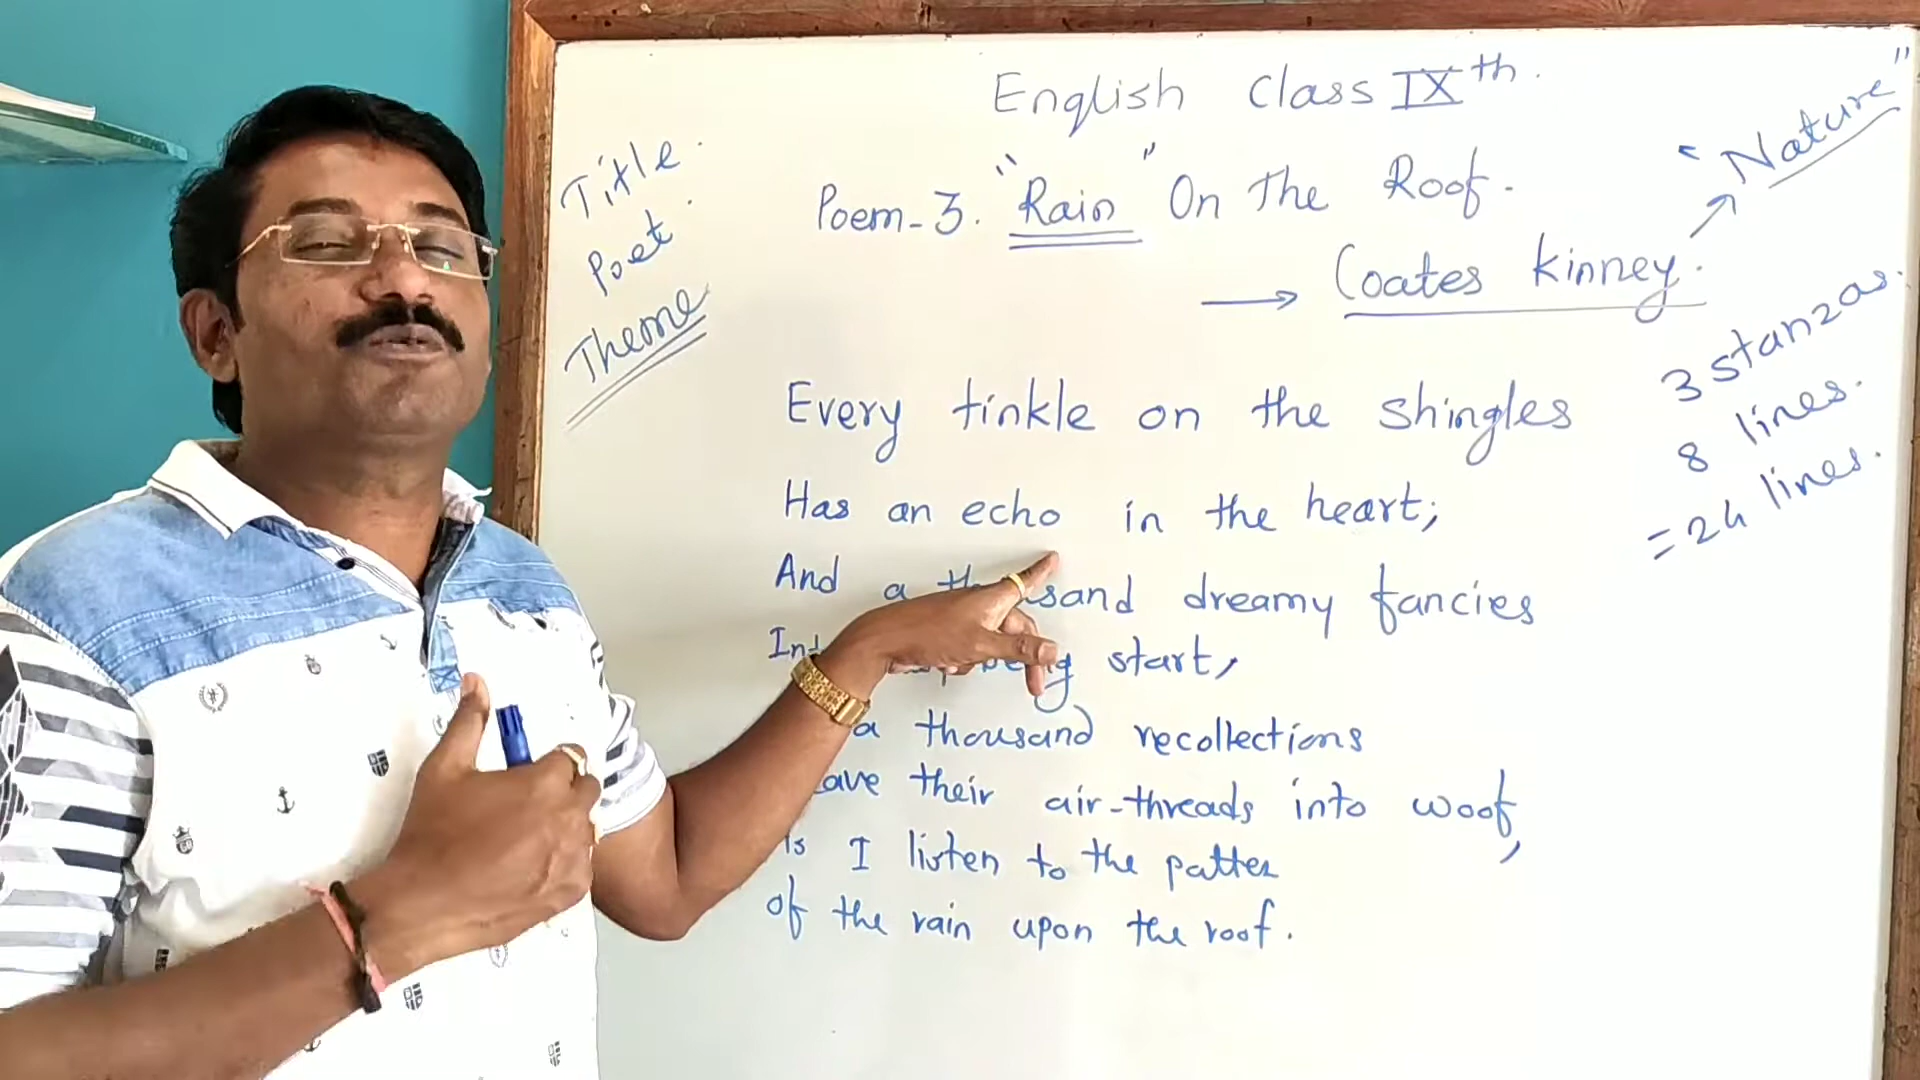 English Class IXth.
Poem-3. "Rain" On The Roof.
→ Coates Kinney.
"Nature"
Title.
Poet.
Theme
3 stanzas.
8 lines.
= 24 lines.
Every tinkle on the shingles
Has an echo in the heart;
And a dreamy fancies
start,
a thousand recollections
their air-threads into woof,
I listen to the patter
of the rain upon the roof.